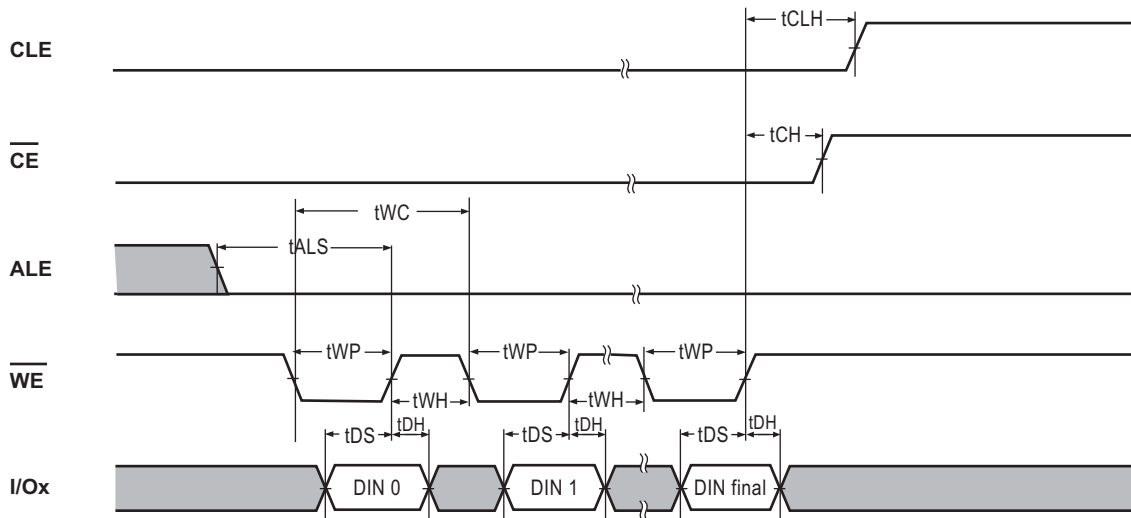 tCLH
CLE
tCH
CE
tWC
tALS
ALE
tWP
tWP
tWP
WE
tWH
tWH
tDS
tDH
tDS
tDH
tDS
tDH
I/Ox
DIN 0
DIN 1
DIN final